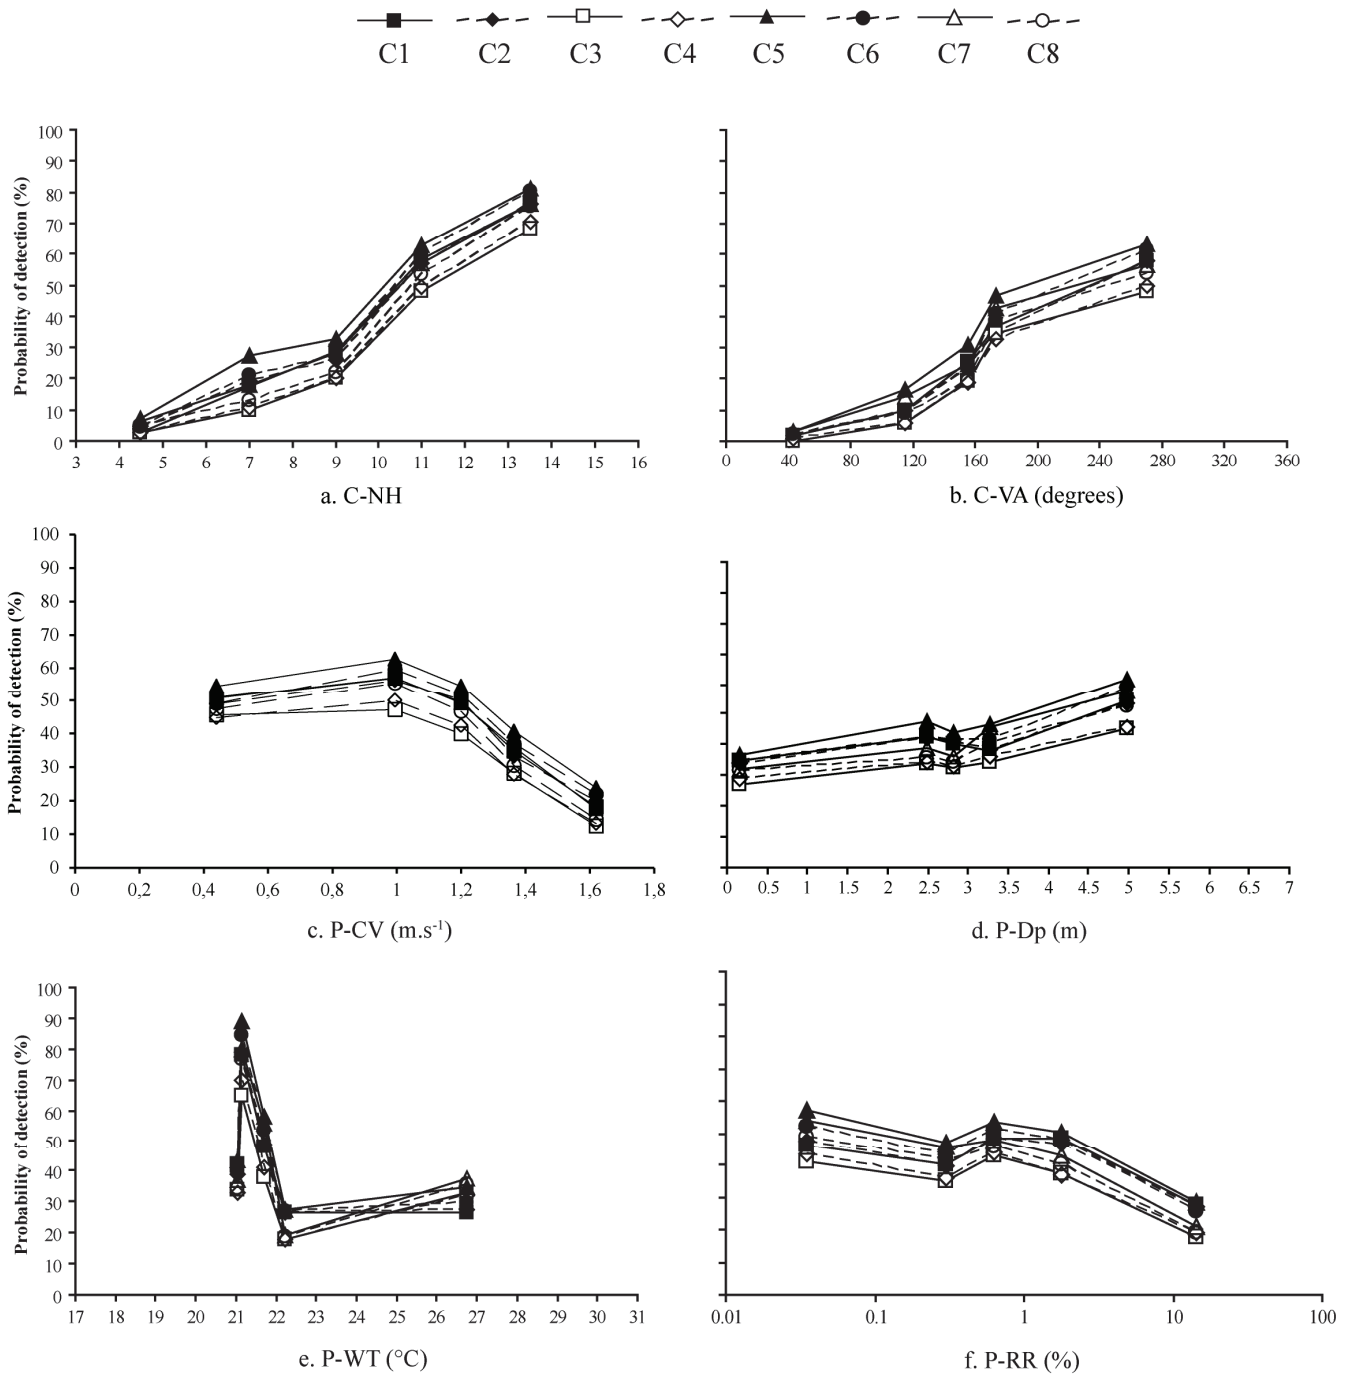 C1 C2 C3 C4 C5 C6 C7 C8
Probability of detection (%)
100
90
80
70
60
50
40
30
20
10
0
3 4 5 6 7 8 9 10 11 12 13 14 15 16
a. C-NH
0 40 80 120 160 200 240 280 320 360
b. C-VA (degrees)
Probability of detection (%)
100
90
80
70
60
50
40
30
20
10
0
0 0,2 0,4 0,6 0,8 1 1,2 1,4 1,6 1,8
c. P-CV (m.s-1)
0 0.5 1 1.5 2 2.5 3 3.5 4 4.5 5 5.5 6 6.5 7
d. P-Dp (m)
Probability of detection (%)
100
90
80
70
60
50
40
30
20
10
0
17 18 19 20 21 22 23 24 25 26 27 28 29 30 31
e. P-WT (°C)
0.01 0.1 1 10 100
f. P-RR (%)